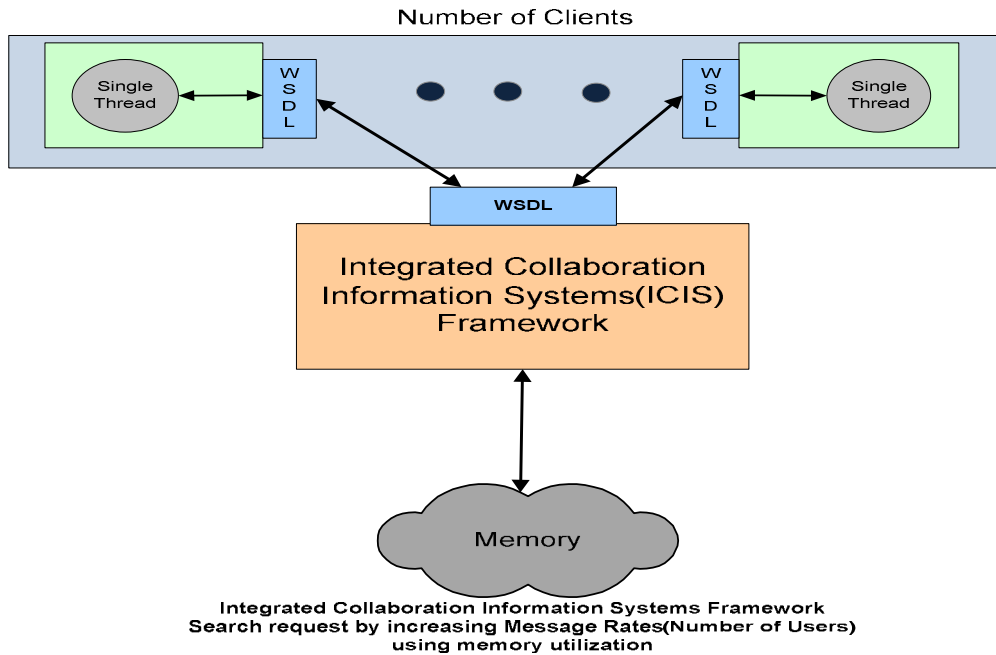 Number of Clients
Single
Thread
W
S
D
L
W
S
D
L
Single
Thread
WSDL
Integrated Collaboration
Information Systems(ICIS)
Framework
Memory
Integrated Collaboration Information Systems Framework
Search request by increasing Message Rates(Number of Users)
using memory utilization